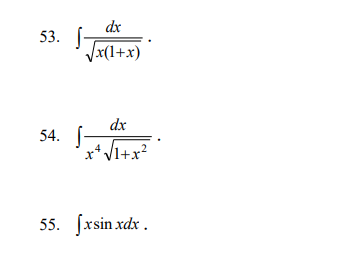 53. ∫ dx / √(x(1+x)) .
54. ∫ dx / (x⁴ √(1+x²)) .
55. ∫ x sin x dx .